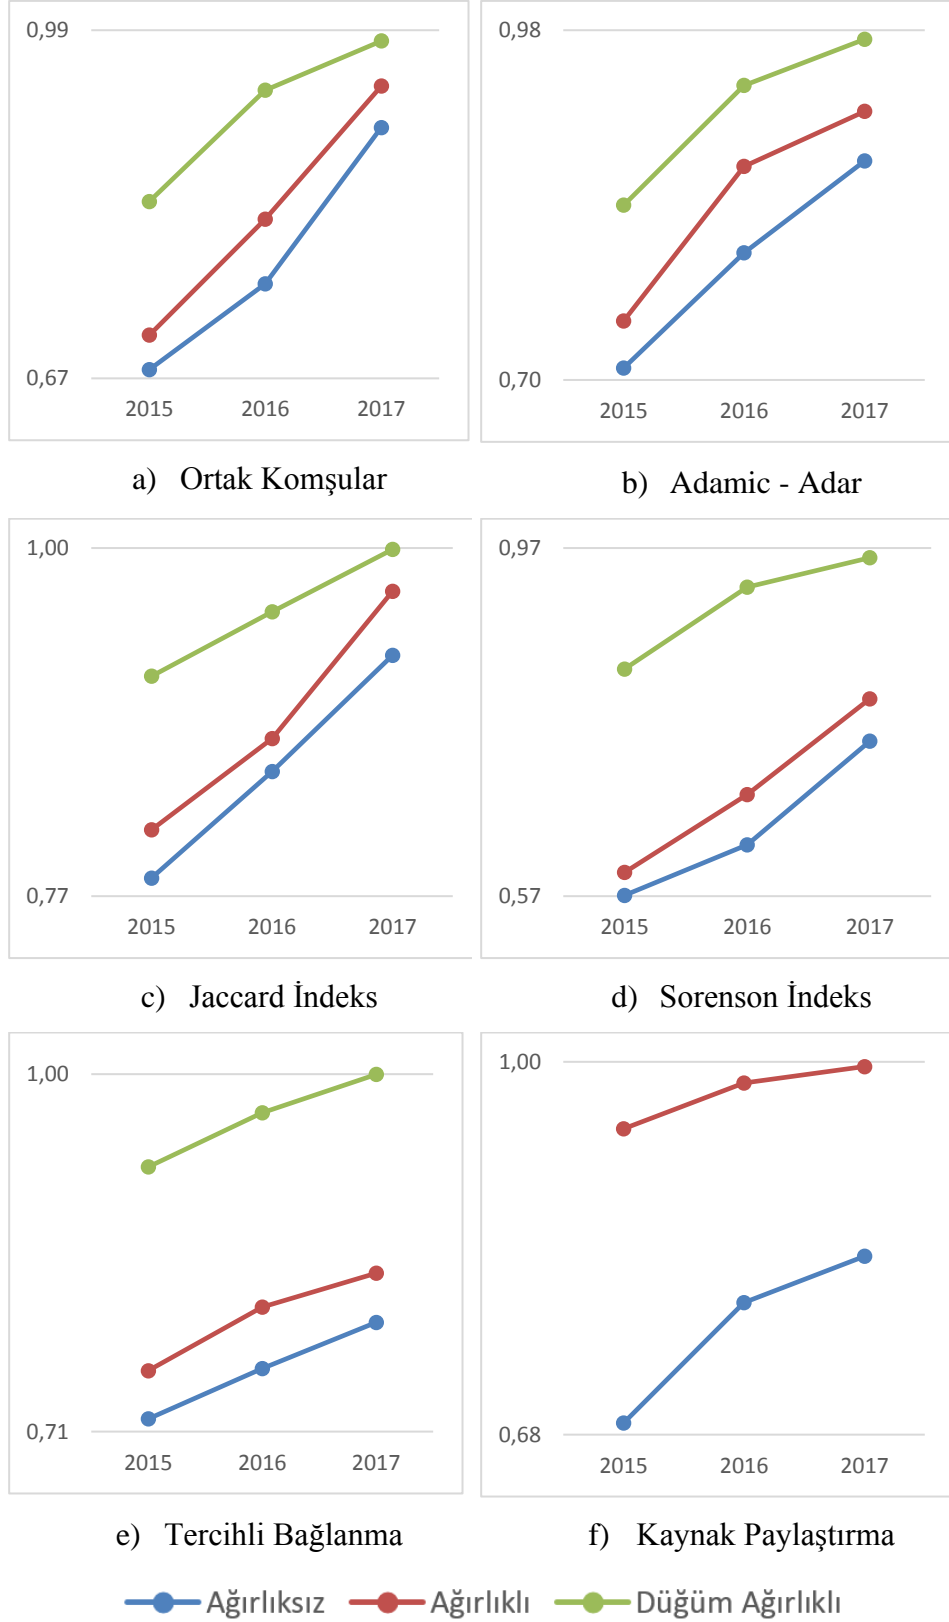 0,99
0,67
2015 2016 2017
a) Ortak Komşular
0,98
0,70
2015 2016 2017
b) Adamic - Adar
1,00
0,77
2015 2016 2017
c) Jaccard İndeks
0,97
0,57
2015 2016 2017
d) Sorenson İndeks
1,00
0,71
2015 2016 2017
e) Tercihli Bağlanma
1,00
0,68
2015 2016 2017
f) Kaynak Paylaştırma
Ağırlıksız Ağırlıklı Düğüm Ağırlıklı